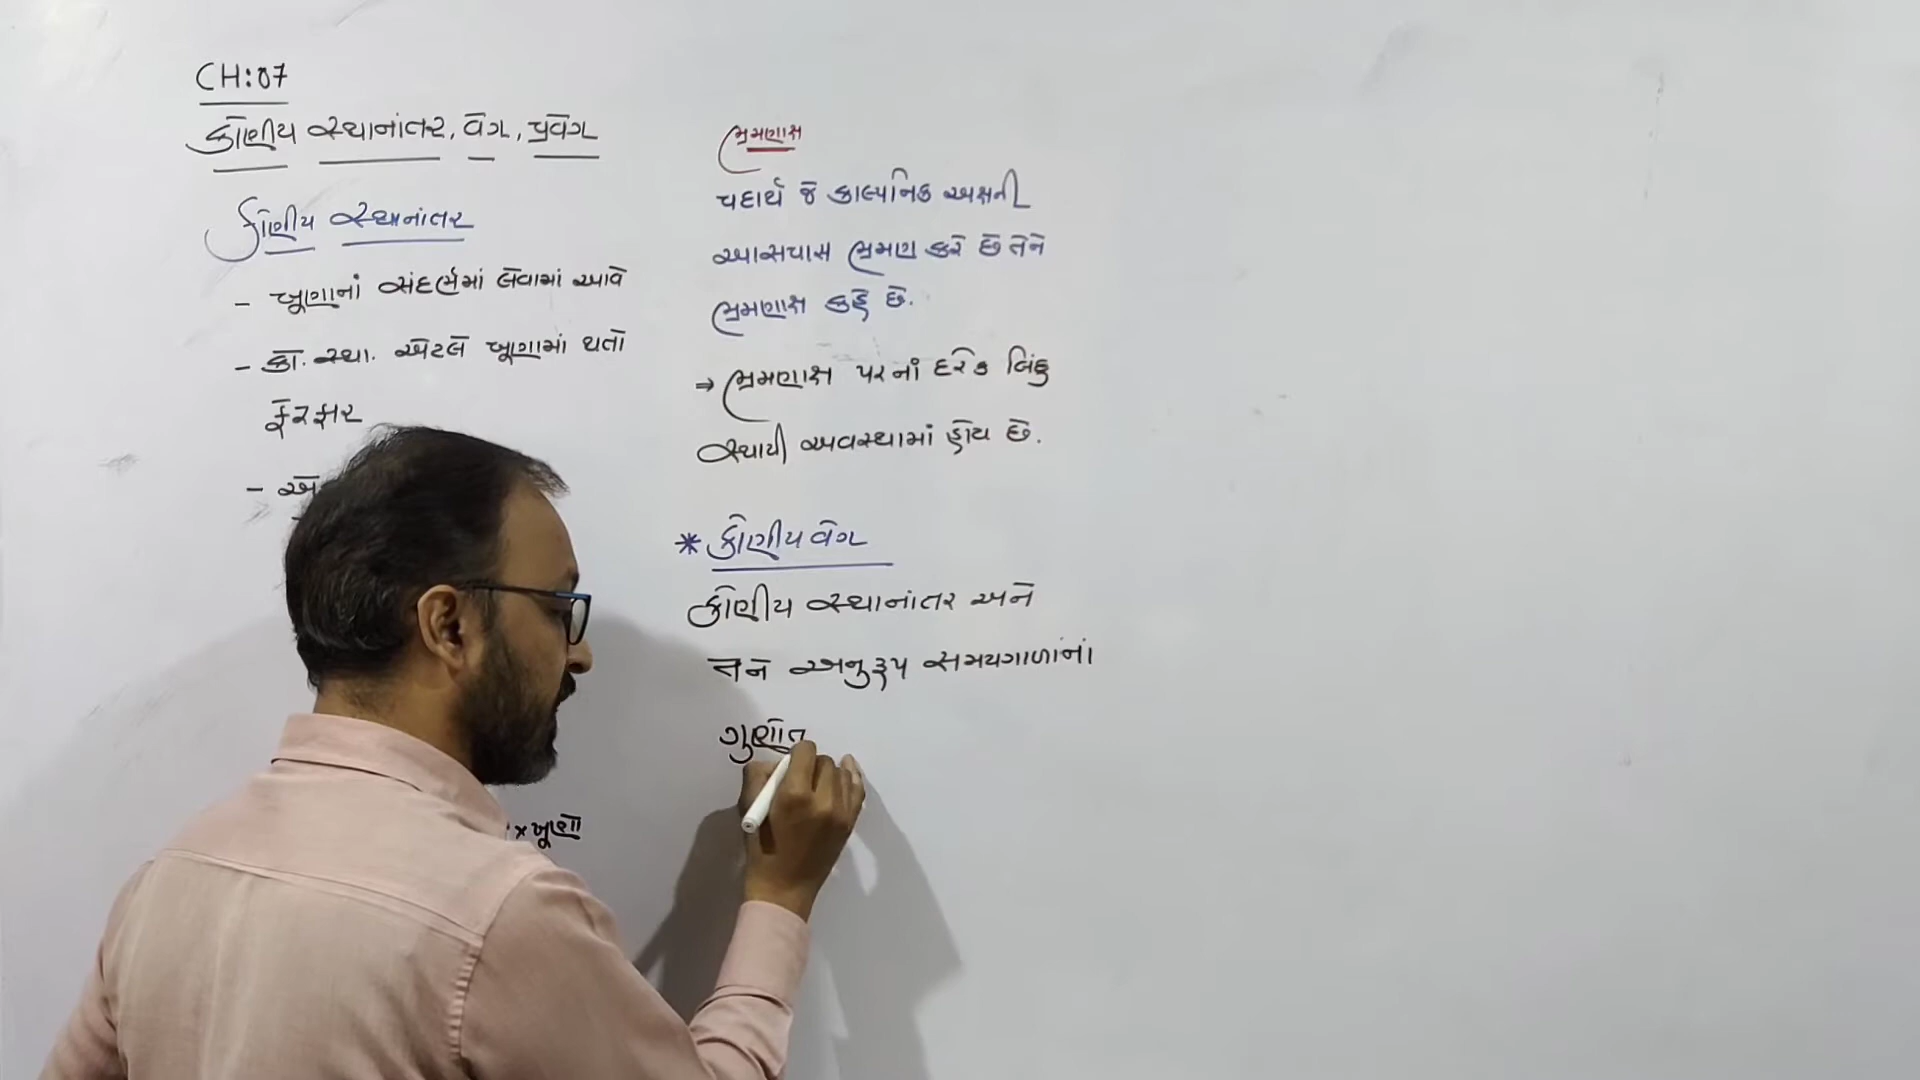 CH:07
કોણીય સ્થાનાંતર, વેગ, પ્રવેગ
કોણીય સ્થાનાંતર
- ખૂણાનાં સંદર્ભમાં લેવામાં આવે
- કો. સ્થા. એટલે ખૂણામાં થતો
ફેરફાર
-
× ખૂણો
ભ્રમણાક્ષ
પદાર્થ જે કાલ્પનિક અક્ષની
આસપાસ ભ્રમણ કરે છે તેને
ભ્રમણાક્ષ કહે છે.
⇒ ભ્રમણાક્ષ પરનાં દરેક બિંદુ
સ્થાયી અવસ્થામાં હોય છે.
* કોણીય વેગ
કોણીય સ્થાનાંતર અને
તેને અનુરૂપ સમયગાળાનાં
ગુણોત